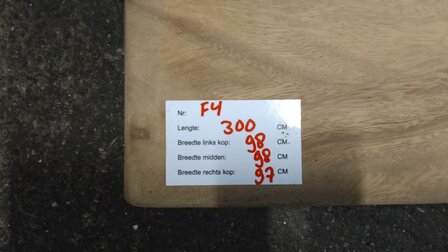 Nr: F4
Lengte: 300 CM
Breedte links kop: 98 CM
Breedte midden: 98 CM
Breedte rechts kop: 97 CM